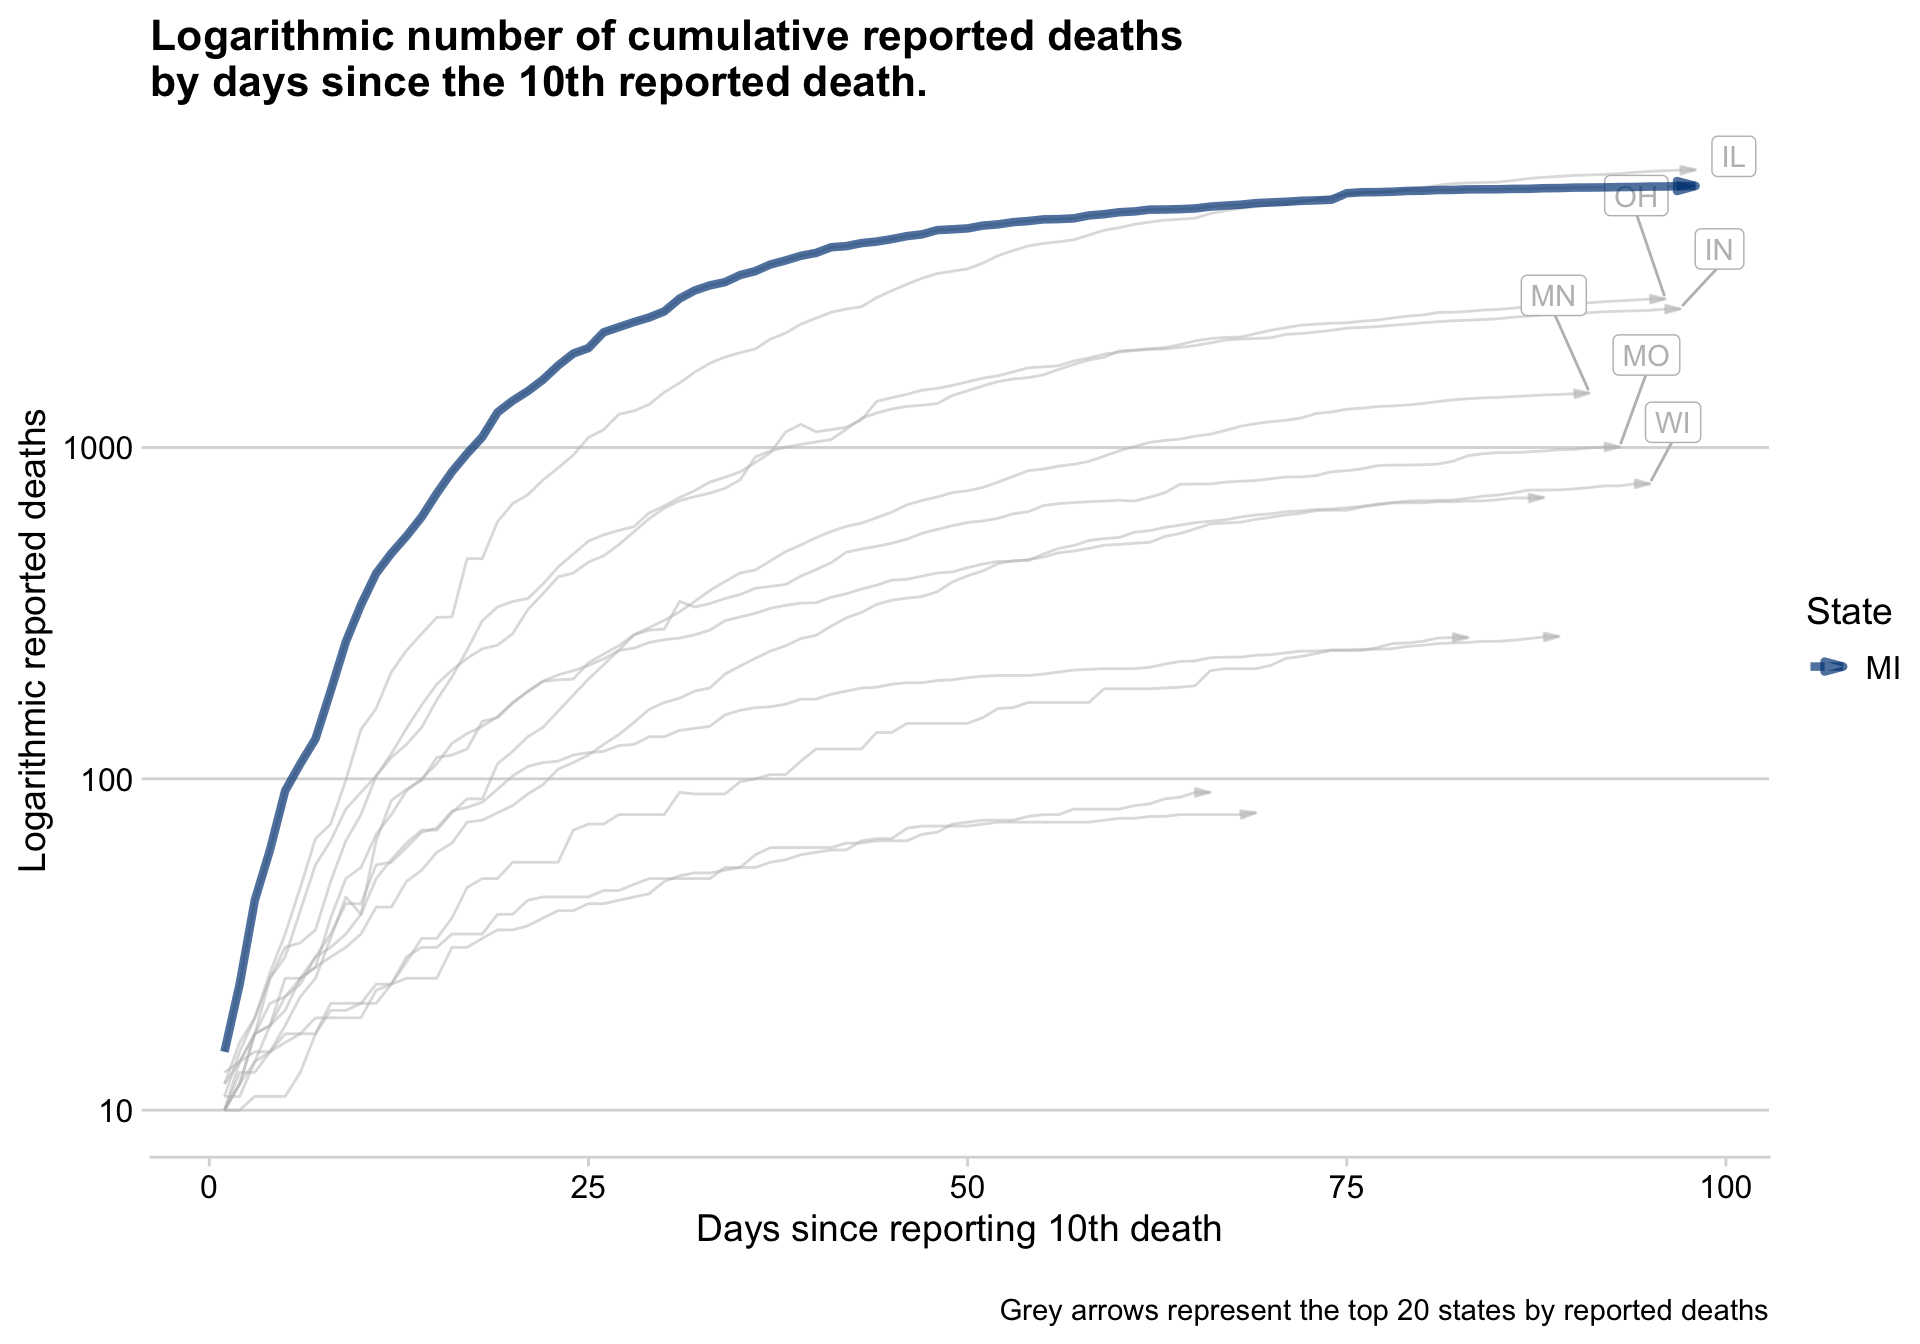 Logarithmic number of cumulative reported deaths
by days since the 10th reported death.
IL
OH
IN
MN
MO
WI
Logarithmic reported deaths
1000
100
10
State
MI
0 25 50 75 100
Days since reporting 10th death
Grey arrows represent the top 20 states by reported deaths